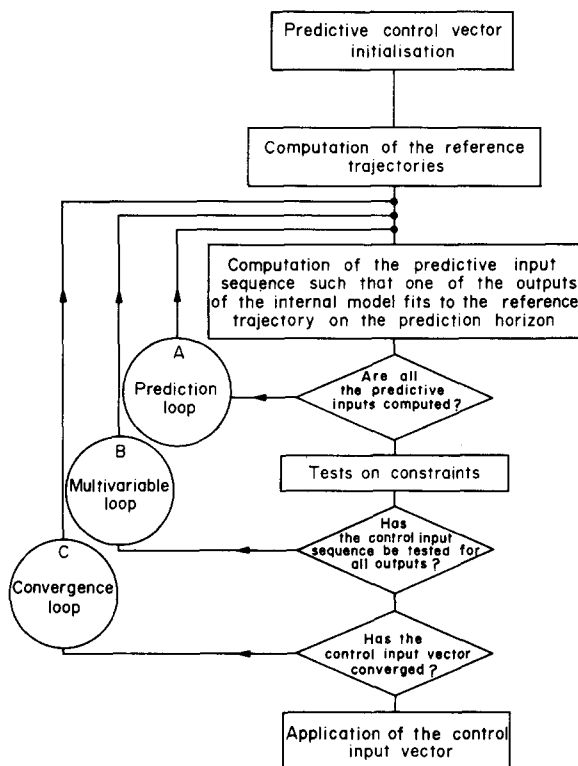 Predictive control vector
initialisation
Computation of the reference
trajectories
Computation of the predictive input
sequence such that one of the outputs
of the internal model fits to the reference
trajectory on the prediction horizon
A
Prediction
loop
Are all
the predictive
inputs computed?
Tests on constraints
B
Multivariable
loop
Has
the control input
sequence be tested for
all outputs?
C
Convergence
loop
Has the
control input vector
converged?
Application of the control
input vector